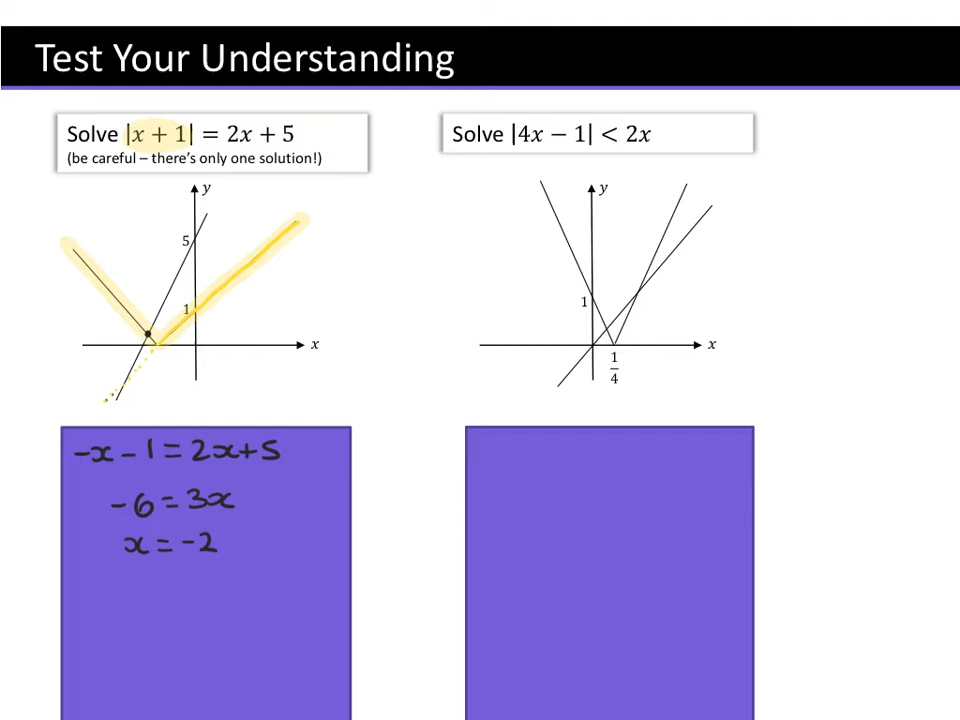 Test Your Understanding
Solve |x + 1| = 2x + 5
(be careful – there's only one solution!)
y
5
1
x
-x - 1 = 2x+5
-6 = 3x
x = -2
Solve |4x − 1| < 2x
y
1
x
1
4